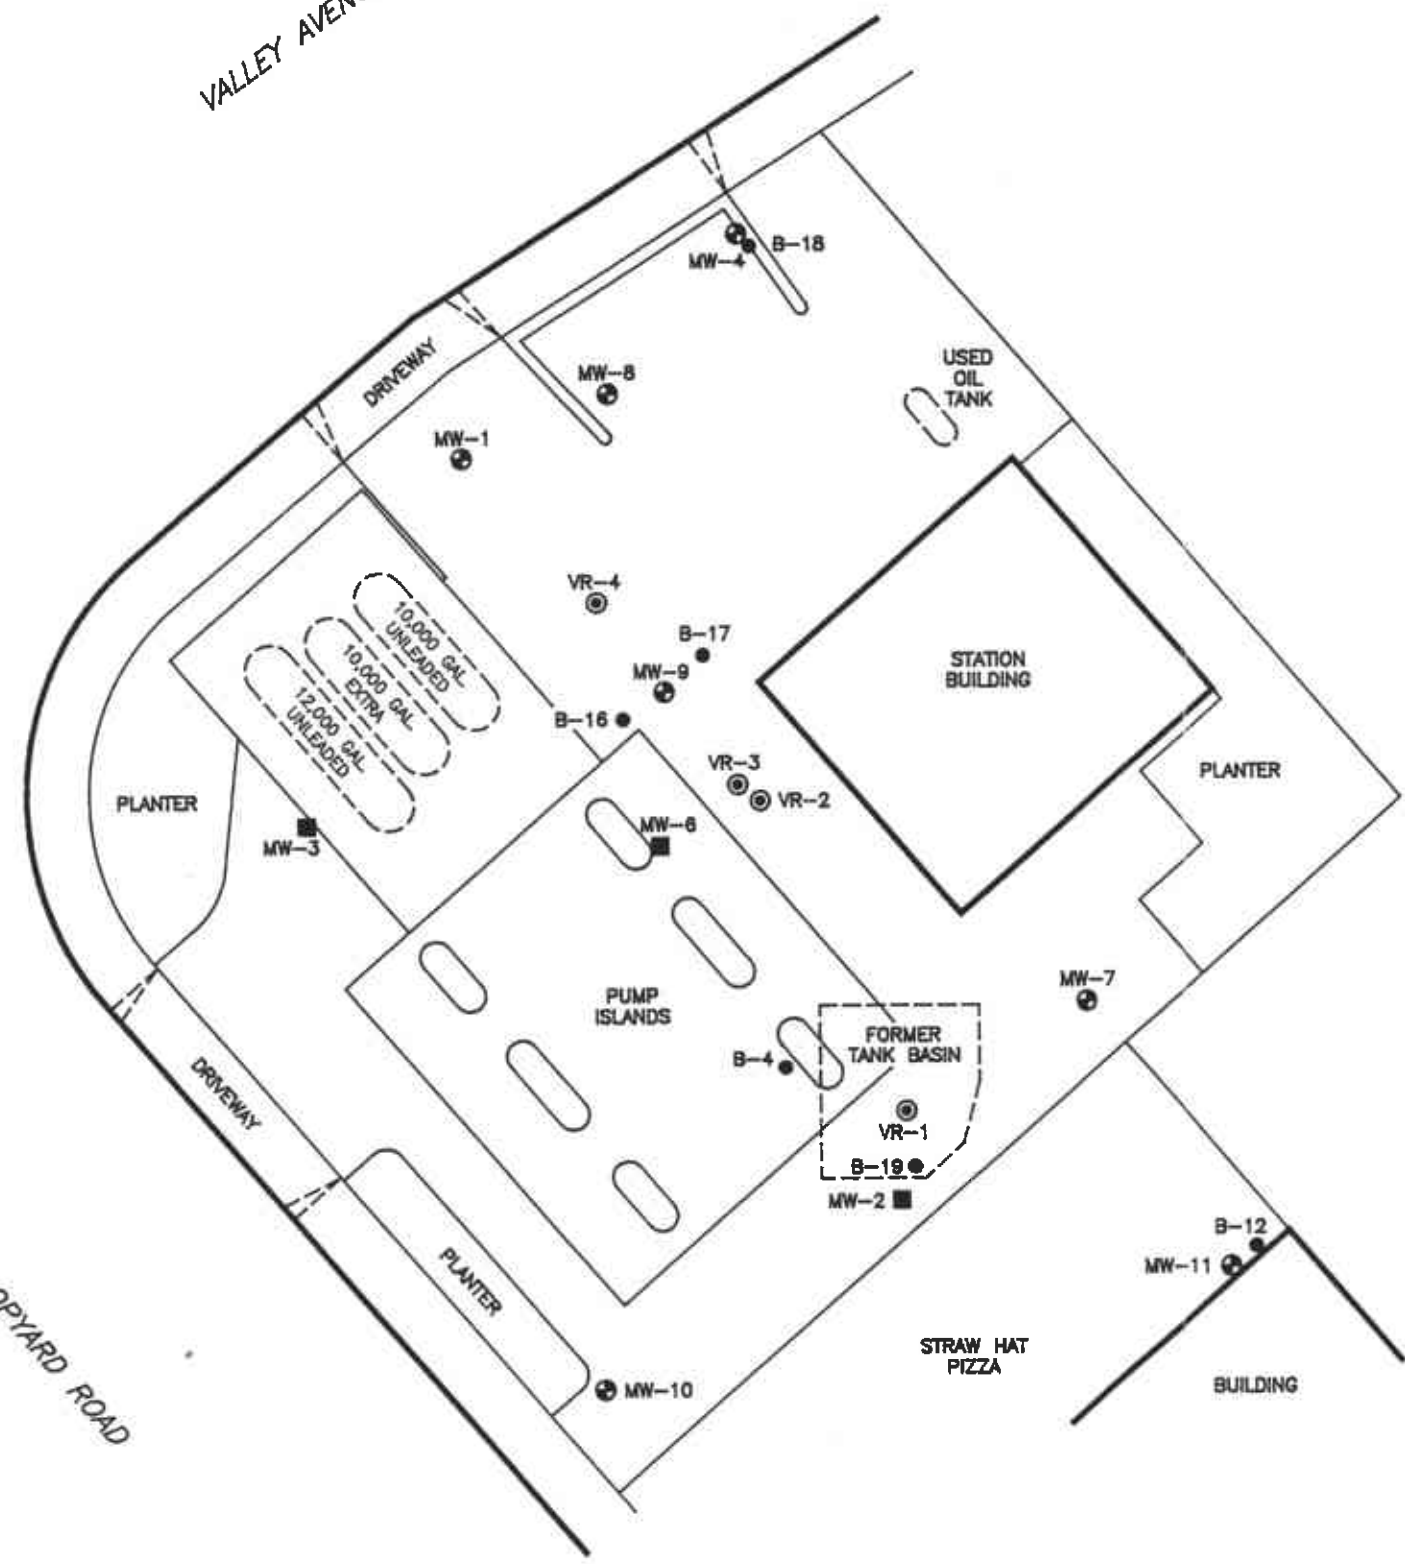 VALLEY AVEN
B-18
MW-4
DRIVEWAY
MW-8
USED
OIL
TANK
MW-1
VR-4
10,000 GAL.
UNLEADED
10,000 GAL.
EXTRA
12,000 GAL.
UNLEADED
B-17
MW-9
B-16
STATION
BUILDING
VR-3
VR-2
PLANTER
PLANTER
MW-6
MW-3
MW-7
PUMP
ISLANDS
FORMER
TANK BASIN
B-4
DRIVEWAY
VR-1
B-19
MW-2
B-12
MW-11
PLANTER
STRAW HAT
PIZZA
BUILDING
MW-10
OPYARD ROAD